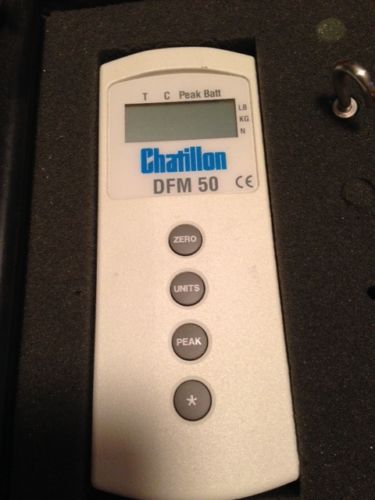 T C Peak Batt
LB
KG
N
Chatillon
DFM 50 CE
ZERO
UNITS
PEAK
*